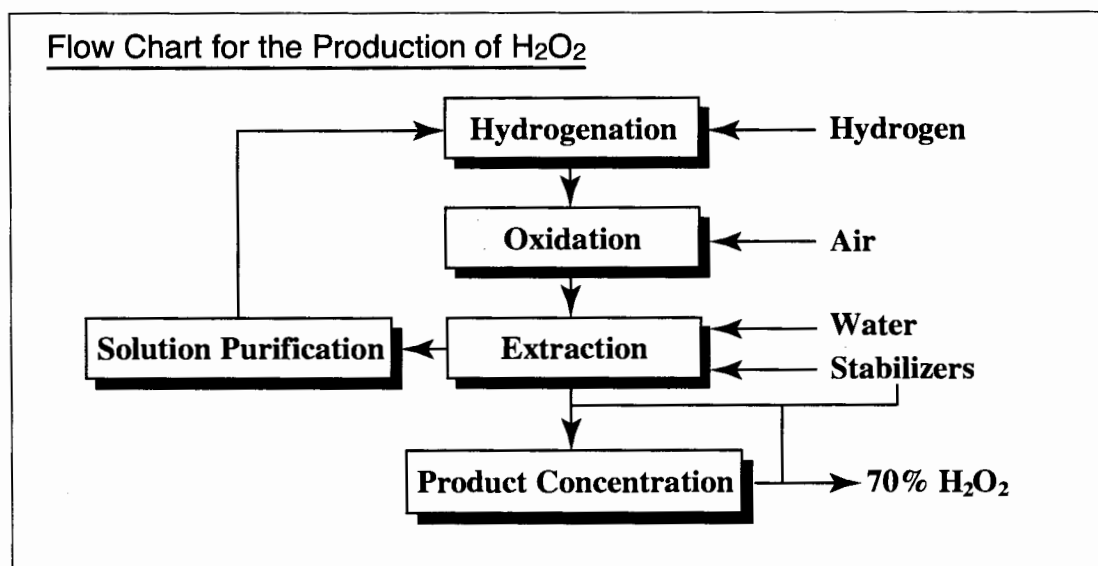 Flow Chart for the Production of H₂O₂
Hydrogenation
Hydrogen
Oxidation
Air
Solution Purification
Extraction
Water
Stabilizers
Product Concentration
70% H₂O₂